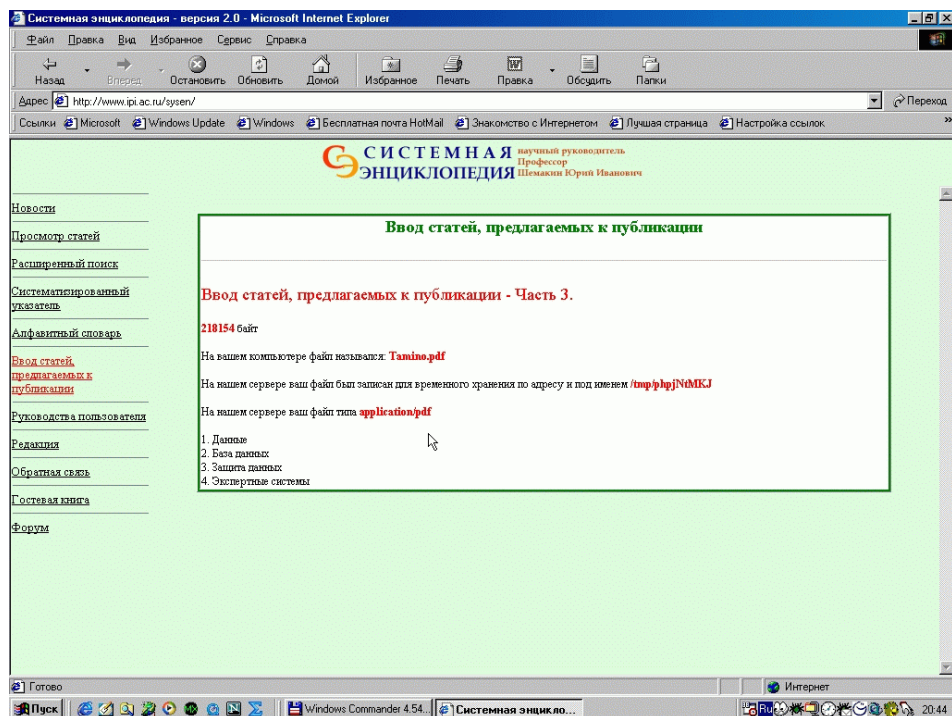 Системная энциклопедия - версия 2.0 - Microsoft Internet Explorer
Файл Правка Вид Избранное Сервис Справка
Назад Вперед Остановить Обновить Домой Избранное Печать Правка Обсудить Папки
Адрес http://www.ipi.ac.ru/sysen/ Переход
Ссылки Microsoft Windows Update Windows Бесплатная почта HotMail Знакомство с Интернетом Лучшая страница Настройка ссылок »
СИСТЕМНАЯ
ЭНЦИКЛОПЕДИЯ
научный руководитель
Профессор
Шемакин Юрий Иванович
Новости
Просмотр статей
Расширенный поиск
Систематизированный
указатель
Алфавитный словарь
Ввод статей,
предлагаемых к
публикации
Руководства пользователя
Редакция
Обратная связь
Гостевая книга
Форум
Ввод статей, предлагаемых к публикации
Ввод статей, предлагаемых к публикации - Часть 3.
218154 байт
На вашем компьютере файл назывался: Tamino.pdf
На нашем сервере ваш файл был записан для временного хранения по адресу и под именем /tmp/phpjNtMKJ
На нашем сервере ваш файл типа application/pdf
1. Данные
2. База данных
3. Защита данных
4. Экспертные системы
Готово Интернет
Пуск Windows Commander 4.54... Системная энцикло... Ru